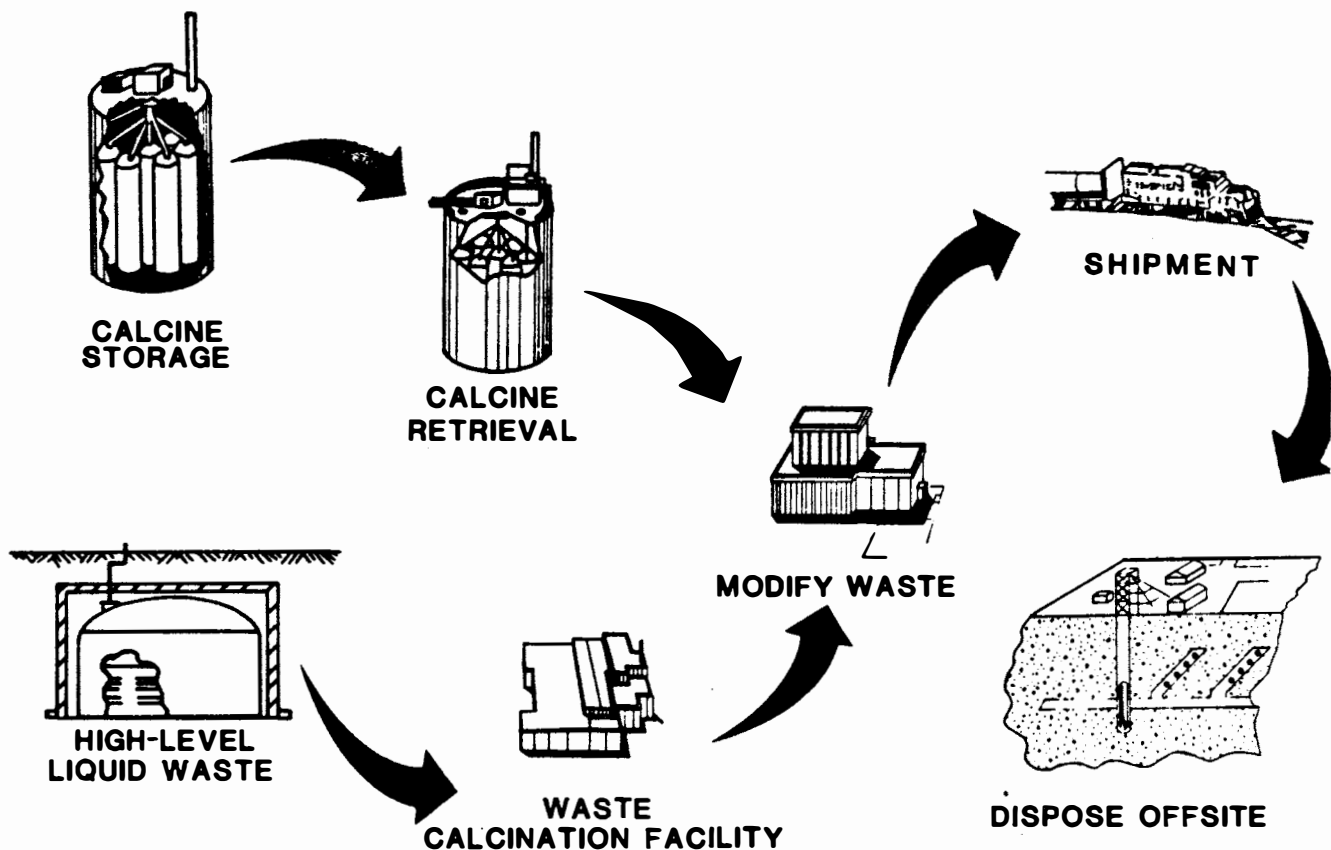 CALCINE
STORAGE
CALCINE
RETRIEVAL
SHIPMENT
MODIFY WASTE
HIGH-LEVEL
LIQUID WASTE
WASTE
CALCINATION FACILITY
DISPOSE OFFSITE